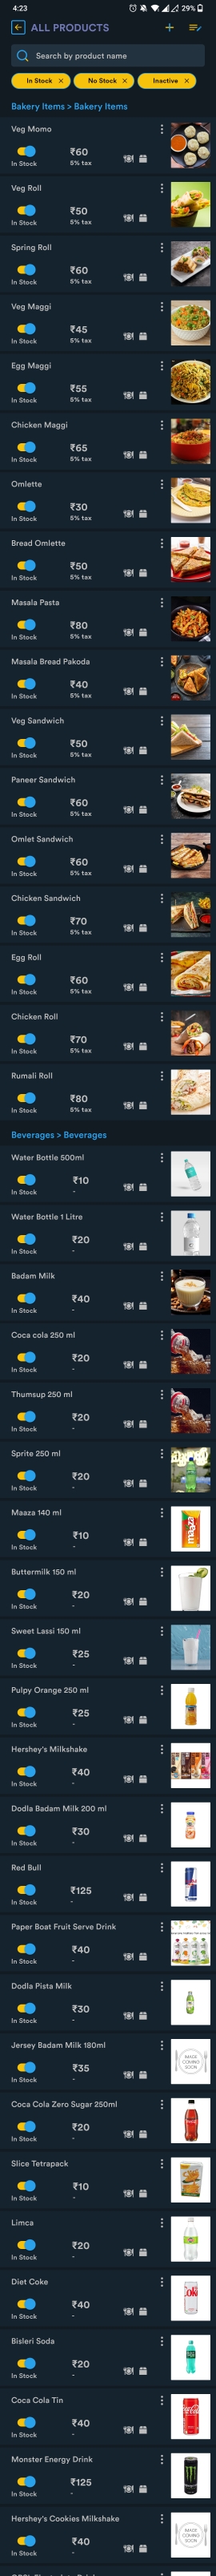 4:23
29%
ALL PRODUCTS
Search by product name
In Stock × No Stock × Inactive ×
Bakery Items > Bakery Items
Veg Momo
₹60
In Stock 5% tax
Veg Roll
₹50
In Stock 5% tax
Spring Roll
₹60
In Stock 5% tax
Veg Maggi
₹45
In Stock 5% tax
Egg Maggi
₹55
In Stock 5% tax
Chicken Maggi
₹65
In Stock 5% tax
Omlette
₹30
In Stock 5% tax
Bread Omlette
₹50
In Stock 5% tax
Masala Pasta
₹80
In Stock 5% tax
Masala Bread Pakoda
₹40
In Stock 5% tax
Veg Sandwich
₹50
In Stock 5% tax
Paneer Sandwich
₹60
In Stock 5% tax
Omlet Sandwich
₹60
In Stock 5% tax
Chicken Sandwich
₹70
In Stock 5% tax
Egg Roll
₹60
In Stock 5% tax
Chicken Roll
₹70
In Stock 5% tax
Rumali Roll
₹80
In Stock 5% tax
Beverages > Beverages
Water Bottle 500ml
₹10
In Stock -
Water Bottle 1 Litre
₹20
In Stock -
Badam Milk
₹40
In Stock -
Coca cola 250 ml
₹20
In Stock -
Thumsup 250 ml
₹20
In Stock -
Sprite 250 ml
₹20
In Stock -
Maaza 140 ml
₹10
In Stock -
Buttermilk 150 ml
₹20
In Stock -
Sweet Lassi 150 ml
₹25
In Stock -
Pulpy Orange 250 ml
₹25
In Stock -
Hershey's Milkshake
₹40
In Stock -
Dodla Badam Milk 200 ml
₹30
In Stock -
Red Bull
₹125
In Stock -
Paper Boat Fruit Serve Drink
₹40
In Stock -
Dodla Pista Milk
₹30
In Stock -
Jersey Badam Milk 180ml
IMAGE COMING SOON
₹35
In Stock -
Coca Cola Zero Sugar 250ml
₹20
In Stock -
Slice Tetrapack
₹10
In Stock -
Limca
₹20
In Stock -
Diet Coke
₹40
In Stock -
Bisleri Soda
₹20
In Stock -
Coca Cola Tin
₹40
In Stock -
Monster Energy Drink
₹125
In Stock -
Hershey's Cookies Milkshake
IMAGE COMING SOON
₹40
In Stock -